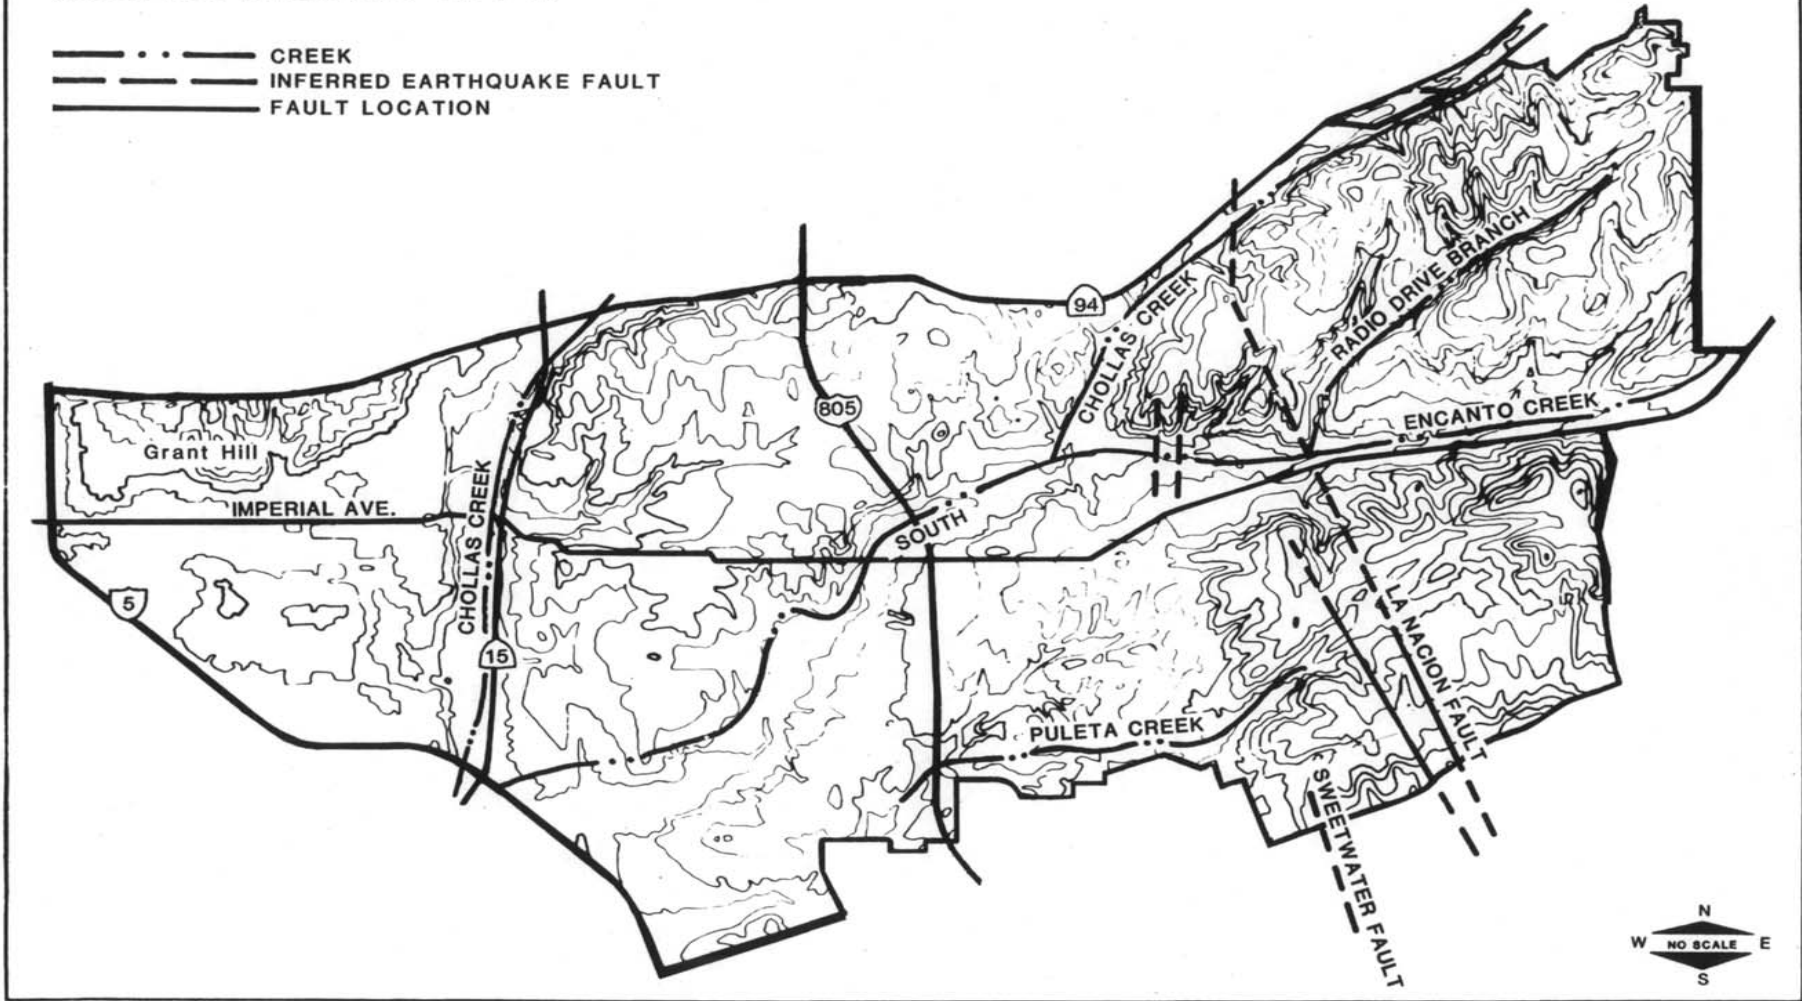 CREEK
INFERRED EARTHQUAKE FAULT
FAULT LOCATION
94
CHOLLAS CREEK
RADIO DRIVE BRANCH
805
ENCANTO CREEK
Grant Hill
IMPERIAL AVE.
CHOLLAS CREEK
SOUTH
5
15
LA NACION FAULT
PULETA CREEK
SWEETWATER FAULT
N
W NO SCALE E
S